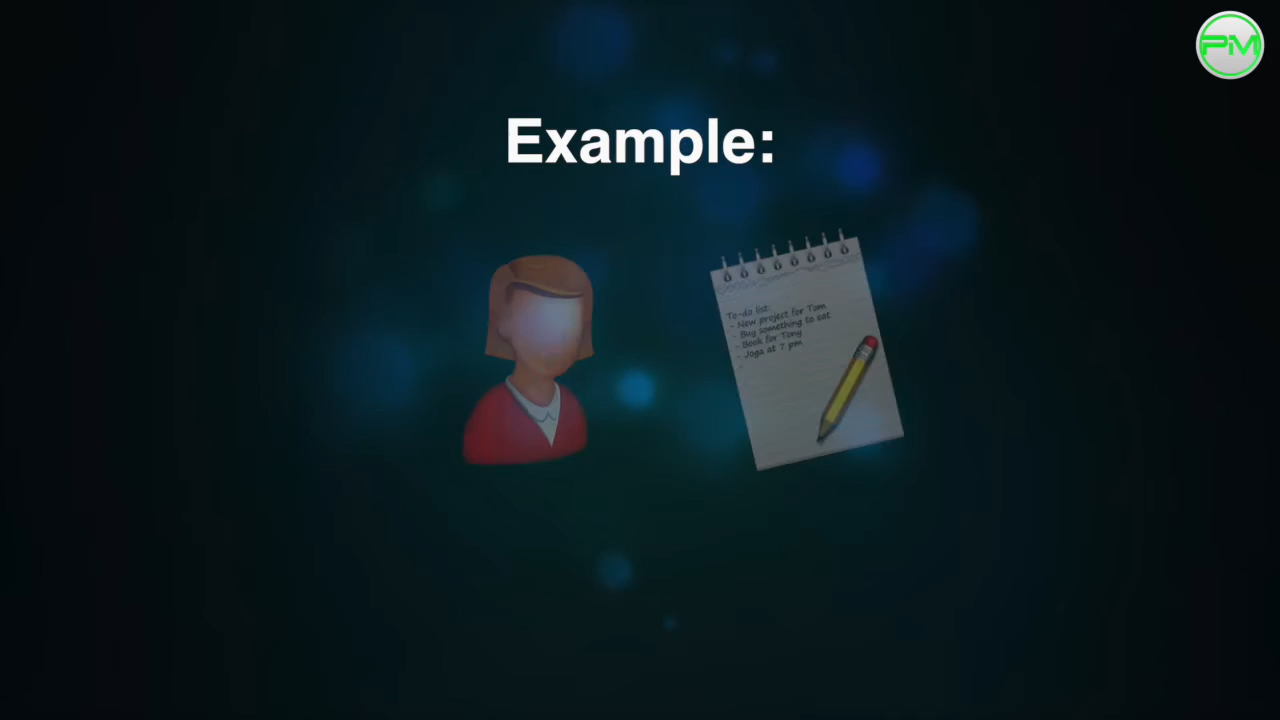 PM
Example:
To-do list:
- New project for Tom
- Buy something to eat
- Book for Tony
- Joga at 7 pm